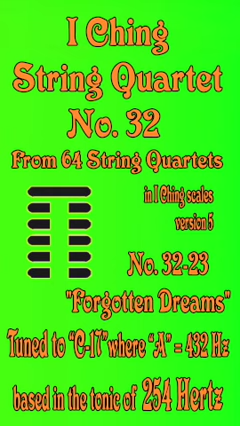 I Ching
String Quartet
No. 32
From 64 String Quartets
in I Ching scales
version 5
No. 32-23
"Forgotten Dreams"
Tuned to "C-17" where "A" = 432 Hz
based in the tonic of 254 Hertz